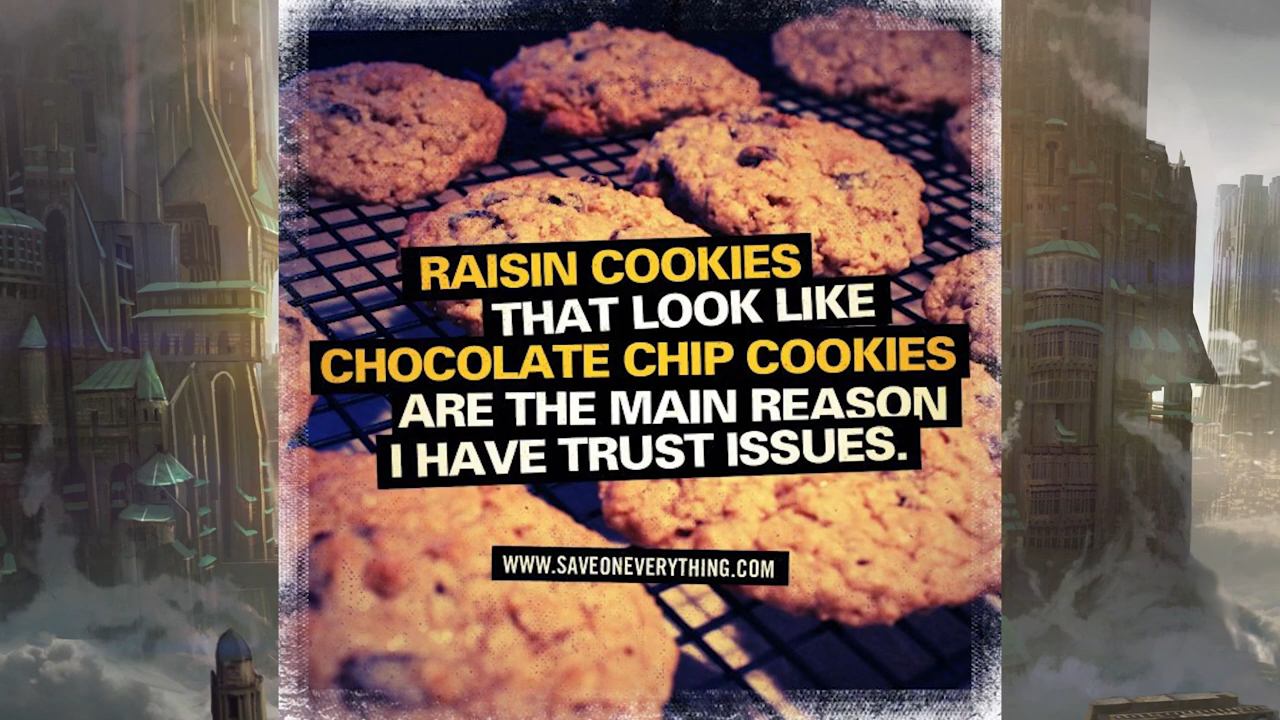 RAISIN COOKIES
THAT LOOK LIKE
CHOCOLATE CHIP COOKIES
ARE THE MAIN REASON
I HAVE TRUST ISSUES.
WWW.SAVEONEVERYTHING.COM